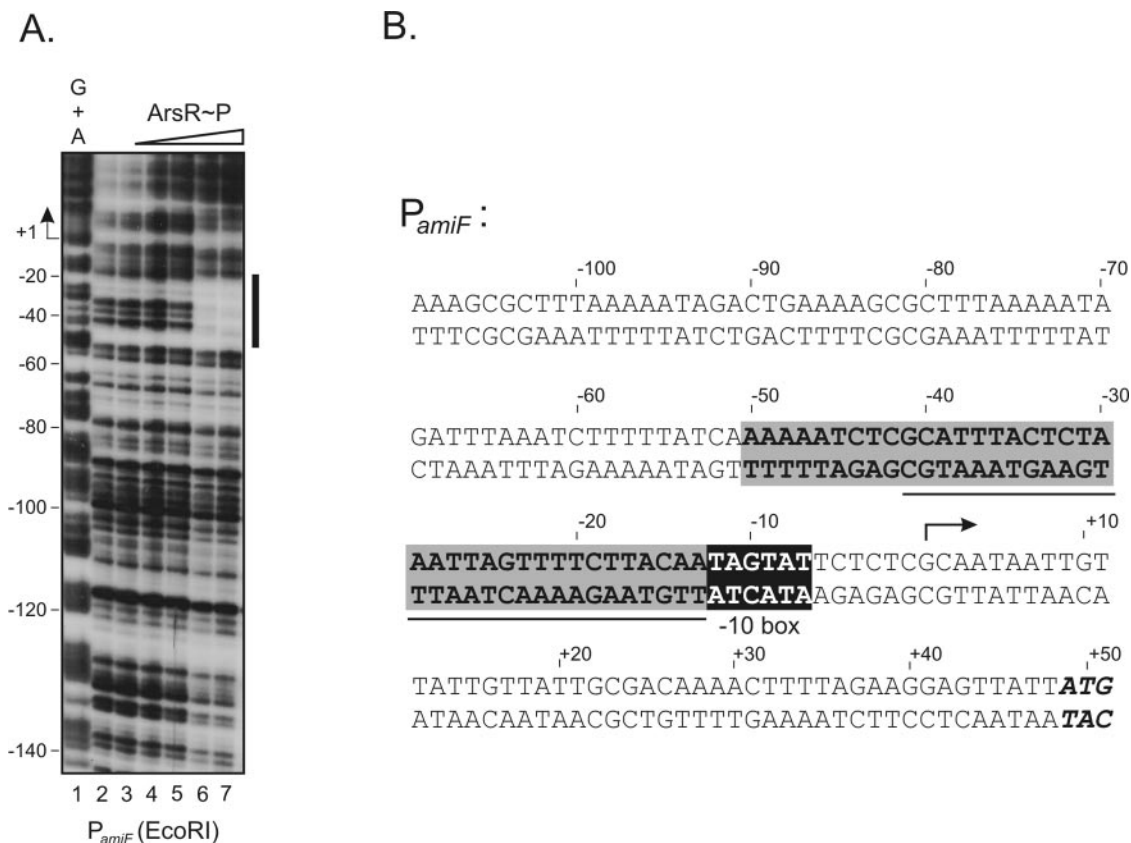 A.
G
+
A
ArsR~P
+1
-20
-40
-60
-80
-100
-120
-140
1 2 3 4 5 6 7
PamiF (EcoRI)
B.
PamiF :
-100 -90 -80 -70
AAAGCGCTTTAAAAATAGACTGAAAAGCGCTTTAAAAATA
TTTCGCGAAATTTTTATCTGACTTTTCGCGAAATTTTTAT
-60 -50 -40 -30
GATTTAAATCTTTTTATCAAAAAATCTCGCATTTACTCTA
CTAAATTTAGAAAAATAGTTTTTTAGAGCGTAAATGAAGT
-20 -10 +10
AATTAGTTTTCTTACAATAGTATTCTCTCGCAATAATTGT
TTAATCAAAAGAATGTTATCATAAGAGAGCGTTATTAACA
-10 box
+20 +30 +40 +50
TATTGTTATTGCGACAAAACTTTTAGAAGGAGTTATTATG
ATAACAATAACGCTGTTTTGAAAATCTTCCTCAATAATAC